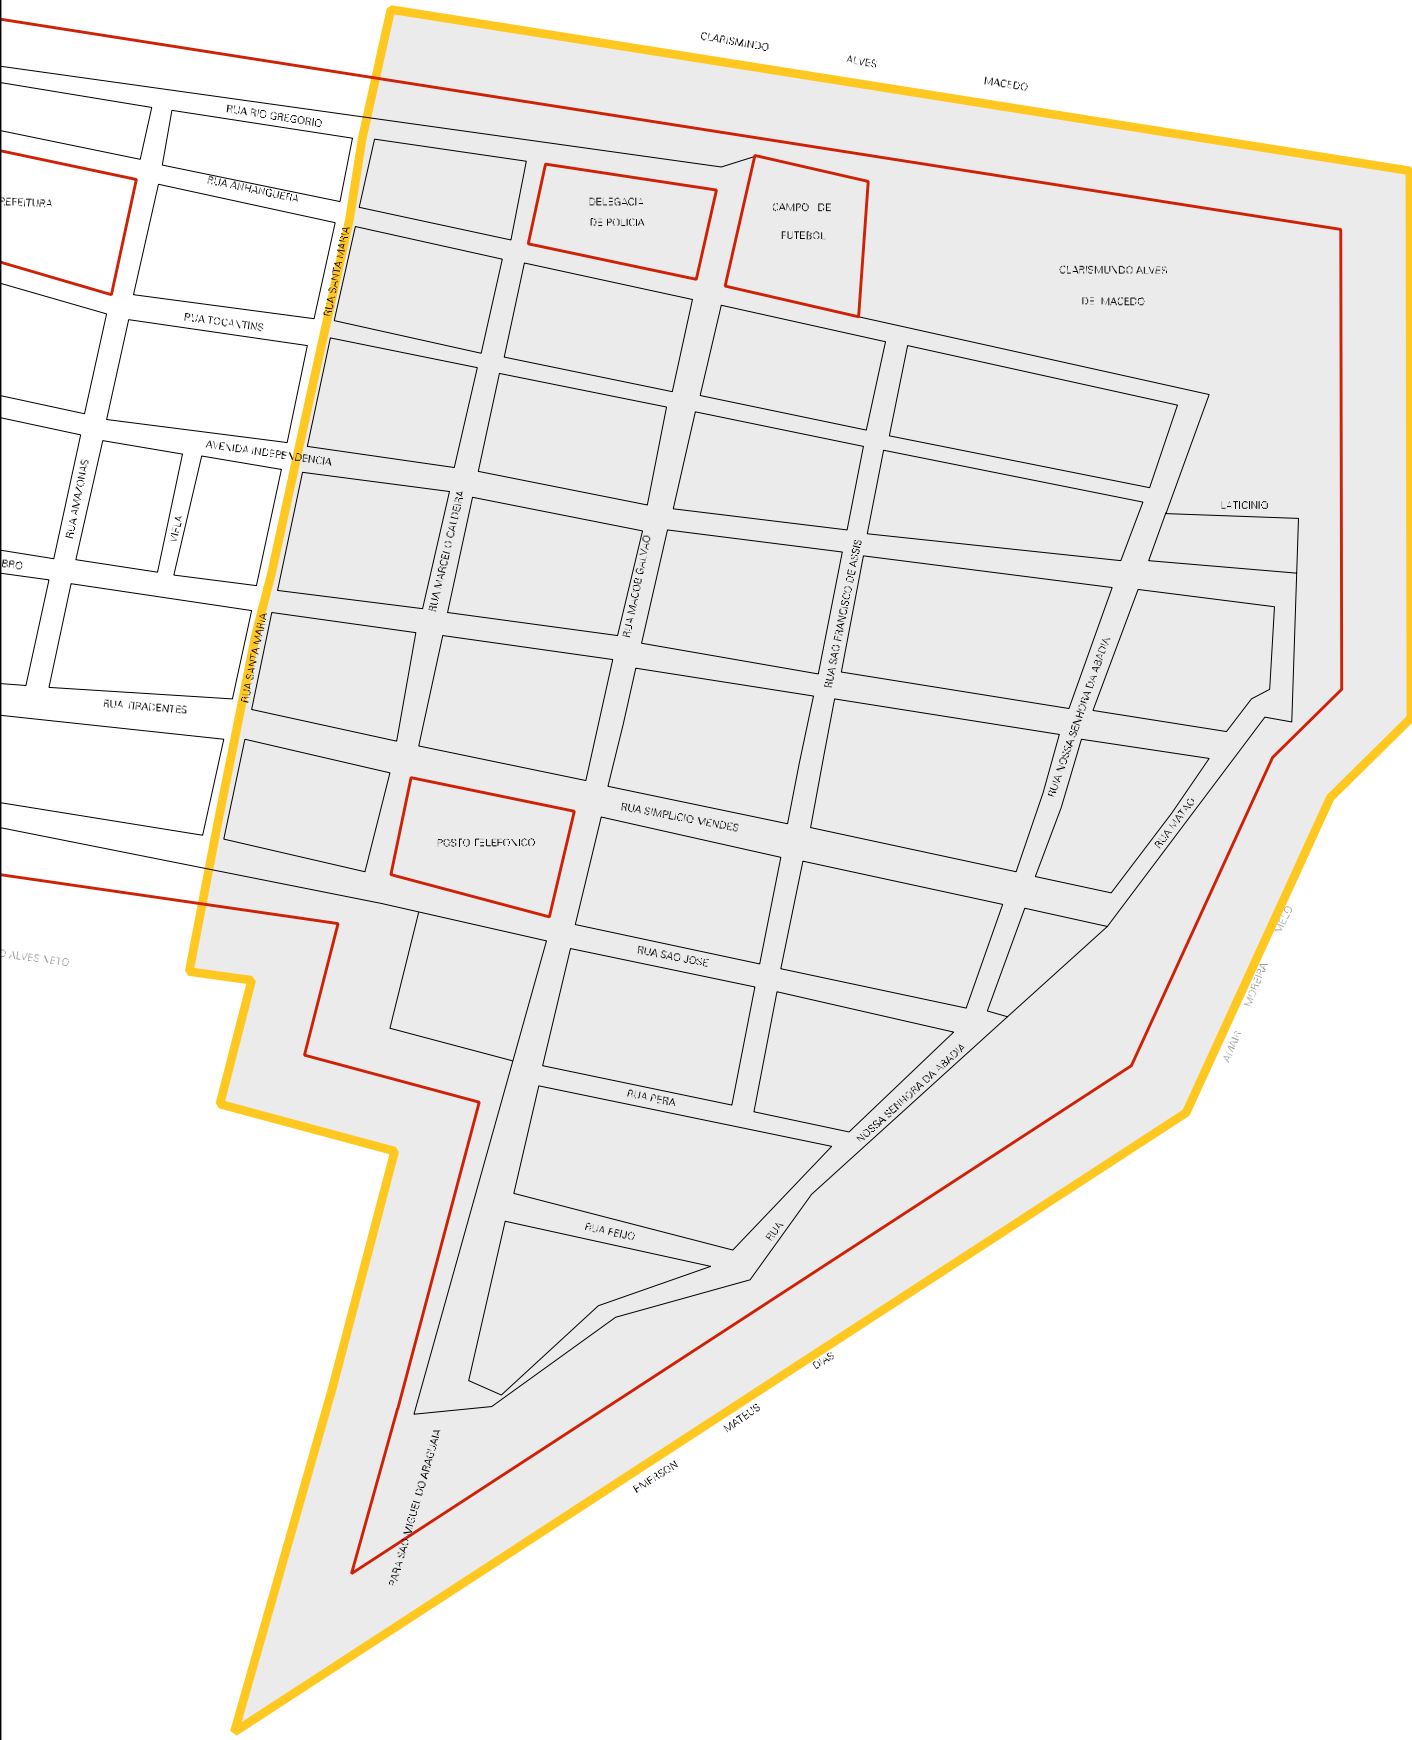 CLARISMINDO
ALVES
MACEDO
RUA RIO GREGORIO
RUA ANHANGUERA
REFEITURA
DELEGACIA
DE POLICIA
CAMPO DE
FUTEBOL
CLARISMUNDO ALVES
DE MACEDO
RUA SANTA MARIA
RUA TOCANTINS
AVENIDA INDEPENDENCIA
RUA AMAZONAS
VIELA
RUA MARCELO CALDEIRA
RUA MACOB GALVAO
RUA SAO FRANCISCO DE ASSIS
LATICINIO
BRO
RUA SANTA MARIA
RUA TIRADENTES
RUA NOSSA SENHORA DA ABADIA
RUA MATAO
RUA SIMPLICIO MENDES
POSTO TELEFONICO
O ALVES NETO
RUA SAO JOSE
MELO
MOREIRA
RUA PERA
NOSSA SENHORA DA ABADIA
RUA
RUA FEIJO
DIAS
MATEUS
EMERSON
PARA SAO MIGUEL DO ARAGUAIA